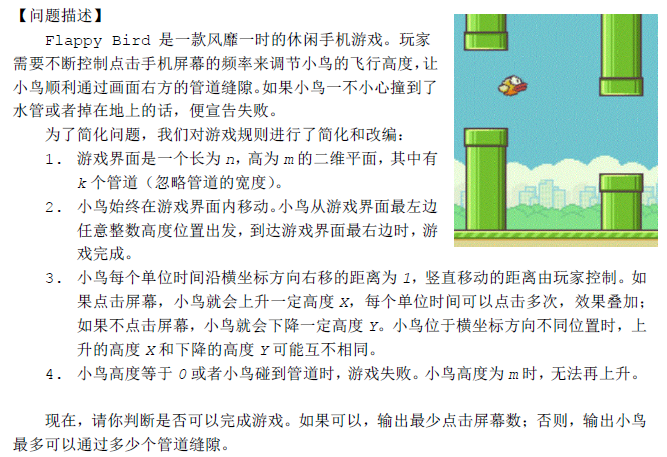 【问题描述】
Flappy Bird 是一款风靡一时的休闲手机游戏。玩家
需要不断控制点击手机屏幕的频率来调节小鸟的飞行高度,让
小鸟顺利通过画面右方的管道缝隙。如果小鸟一不小心撞到了
水管或者掉在地上的话,便宣告失败。
为了简化问题,我们对游戏规则进行了简化和改编:
1. 游戏界面是一个长为 n,高为 m 的二维平面,其中有
k 个管道(忽略管道的宽度)。
2. 小鸟始终在游戏界面内移动。小鸟从游戏界面最左边
任意整数高度位置出发,到达游戏界面最右边时,游
戏完成。
3. 小鸟每个单位时间沿横坐标方向右移的距离为 1,竖直移动的距离由玩家控制。如
果点击屏幕,小鸟就会上升一定高度 X,每个单位时间可以点击多次,效果叠加;
如果不点击屏幕,小鸟就会下降一定高度 Y。小鸟位于横坐标方向不同位置时,上
升的高度 X 和下降的高度 Y 可能互不相同。
4. 小鸟高度等于 0 或者小鸟碰到管道时,游戏失败。小鸟高度为 m 时,无法再上升。
现在,请你判断是否可以完成游戏。如果可以,输出最少点击屏幕数;否则,输出小鸟
最多可以通过多少个管道缝隙。